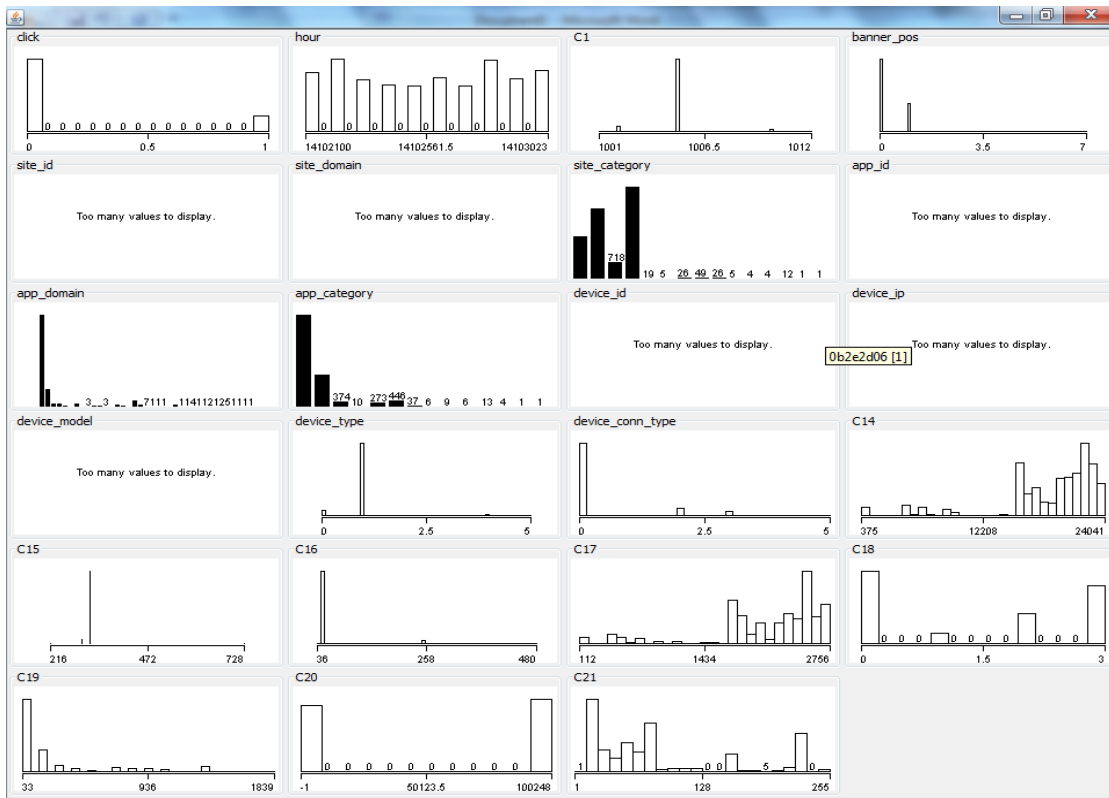 Document1 - Microsoft Word
click
0 0 0 0 0 0 0 0 0 0 0 0 0 0
0 0.5 1
hour
0 0 0 0 0 0 0 0 0
14102100 14102561.5 14103023
C1
1001 1006.5 1012
banner_pos
0 3.5 7
site_id
Too many values to display.
site_domain
Too many values to display.
site_category
718
19 5 26 49 26 5 4 4 12 1 1
app_id
Too many values to display.
app_domain
3 3 7111 1141121251111
app_category
374 10 273 446 37 6 9 6 13 4 1 1
device_id
Too many values to display.
device_ip
Too many values to display.
0b2e2d06 [1]
device_model
Too many values to display.
device_type
0 2.5 5
device_conn_type
0 2.5 5
C14
375 12208 24041
C15
216 472 728
C16
36 258 480
C17
112 1434 2756
C18
0 0 0 0 0 0 0 0 0 0
0 1.5 3
C19
33 936 1839
C20
0 0 0 0 0 0 0 0 0
-1 50123.5 100248
C21
1 0 0 5 0
1 128 255